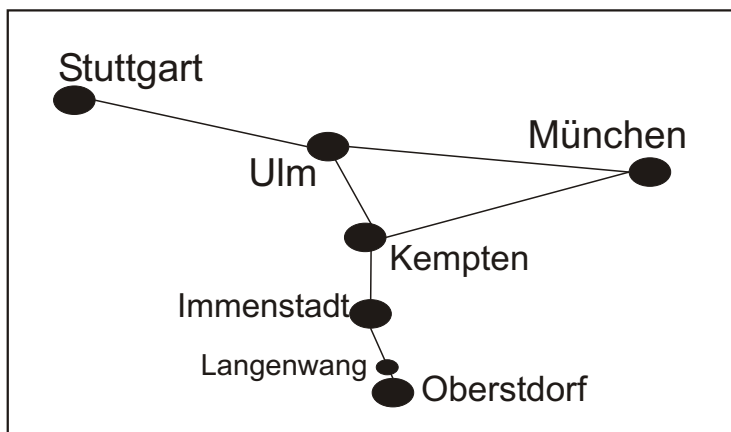 Stuttgart
München
Ulm
Kempten
Immenstadt
Langenwang
Oberstdorf